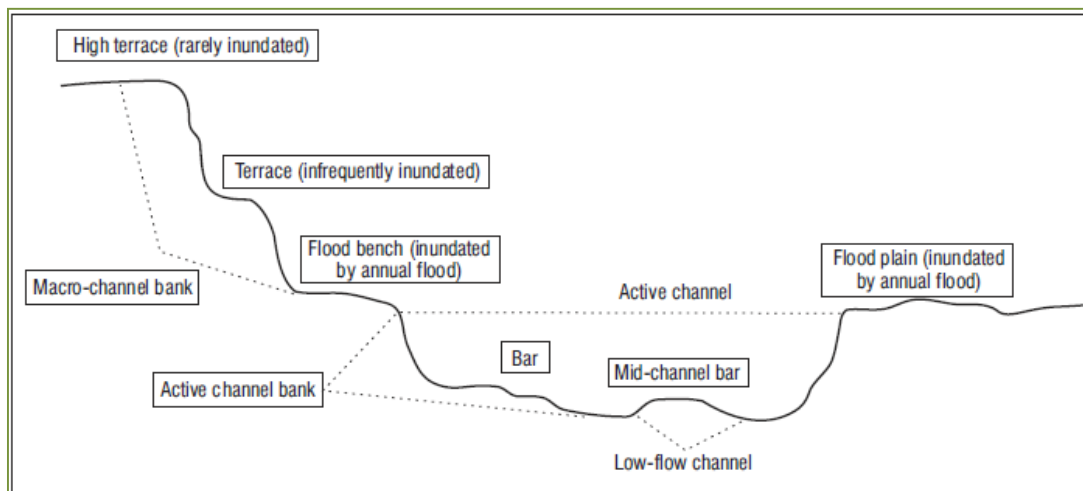 High terrace (rarely inundated)
Terrace (infrequently inundated)
Flood bench (inundated
by annual flood)
Flood plain (inundated
by annual flood)
Macro-channel bank
Active channel
Bar
Mid-channel bar
Active channel bank
Low-flow channel